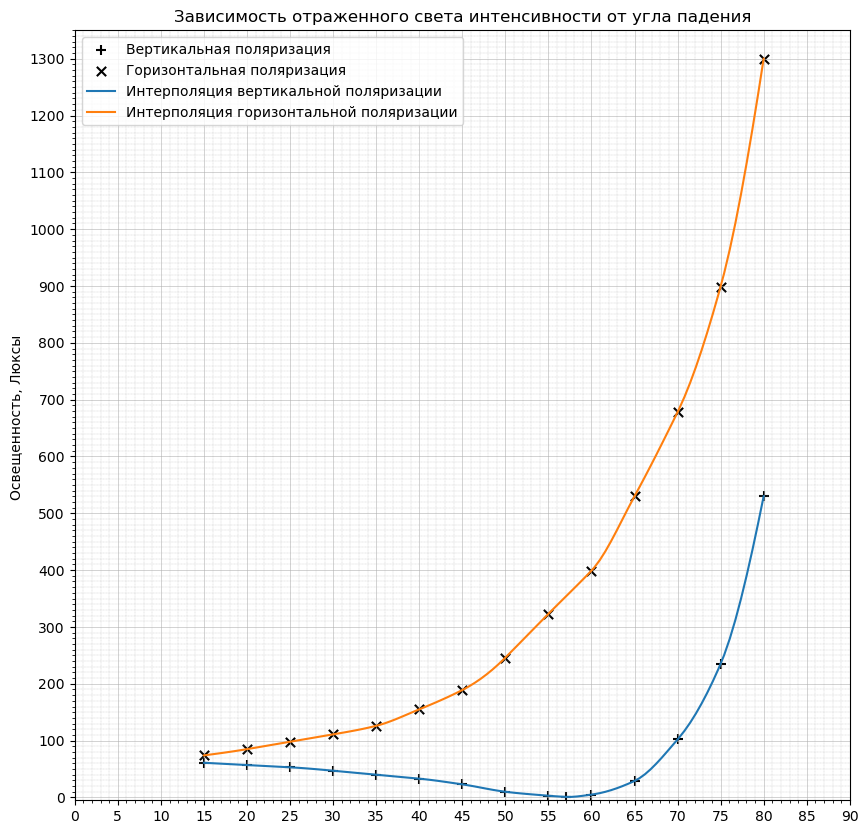 Зависимость отраженного света интенсивности от угла падения
Вертикальная поляризация
Горизонтальная поляризация
Интерполяция вертикальной поляризации
Интерполяция горизонтальной поляризации
Освещенность, Люксы
1300
1200
1100
1000
900
800
700
600
500
400
300
200
100
0
0 5 10 15 20 25 30 35 40 45 50 55 60 65 70 75 80 85 90